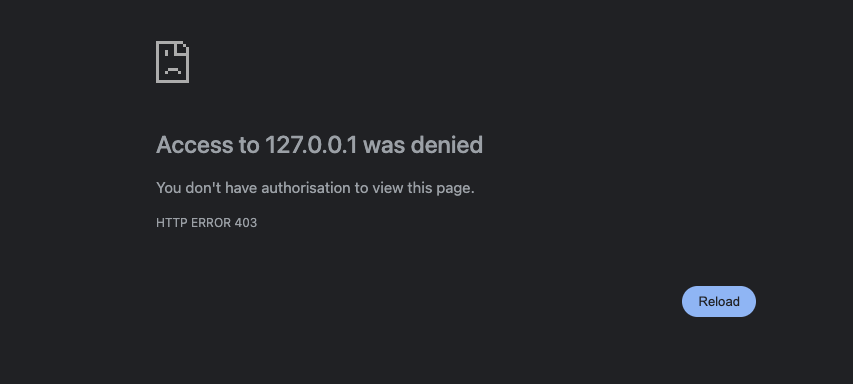 Access to 127.0.0.1 was denied
You don't have authorisation to view this page.
HTTP ERROR 403
Reload